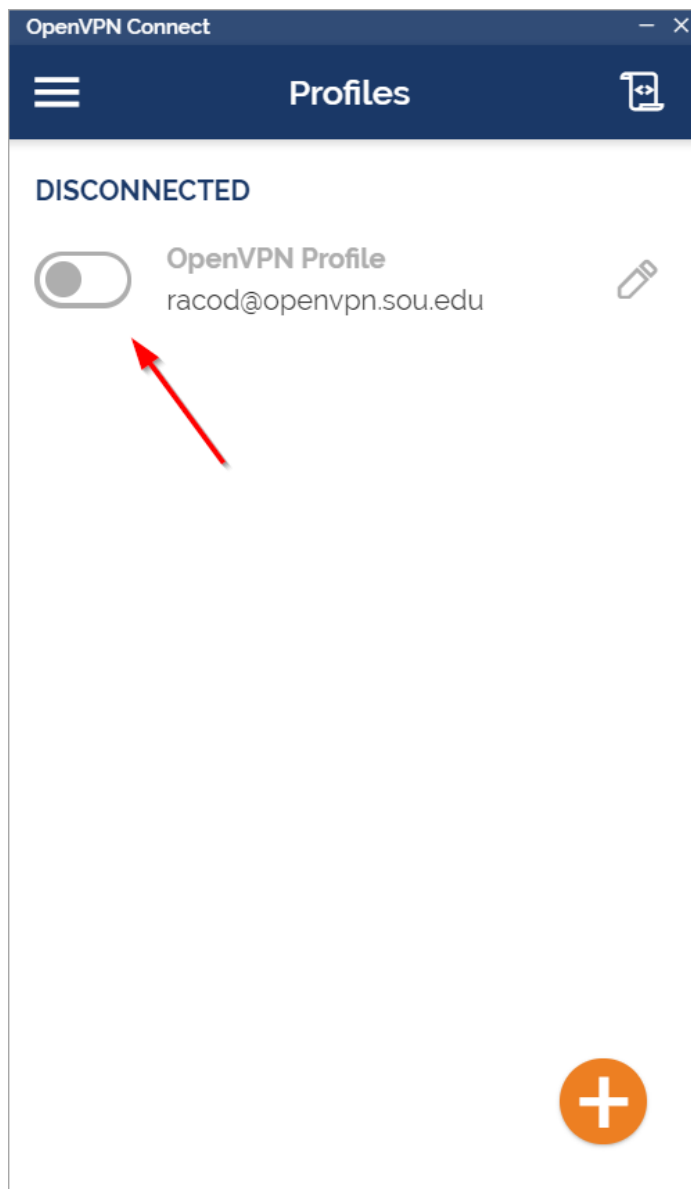 OpenVPN Connect
Profiles
DISCONNECTED
OpenVPN Profile
racod@openvpn.sou.edu